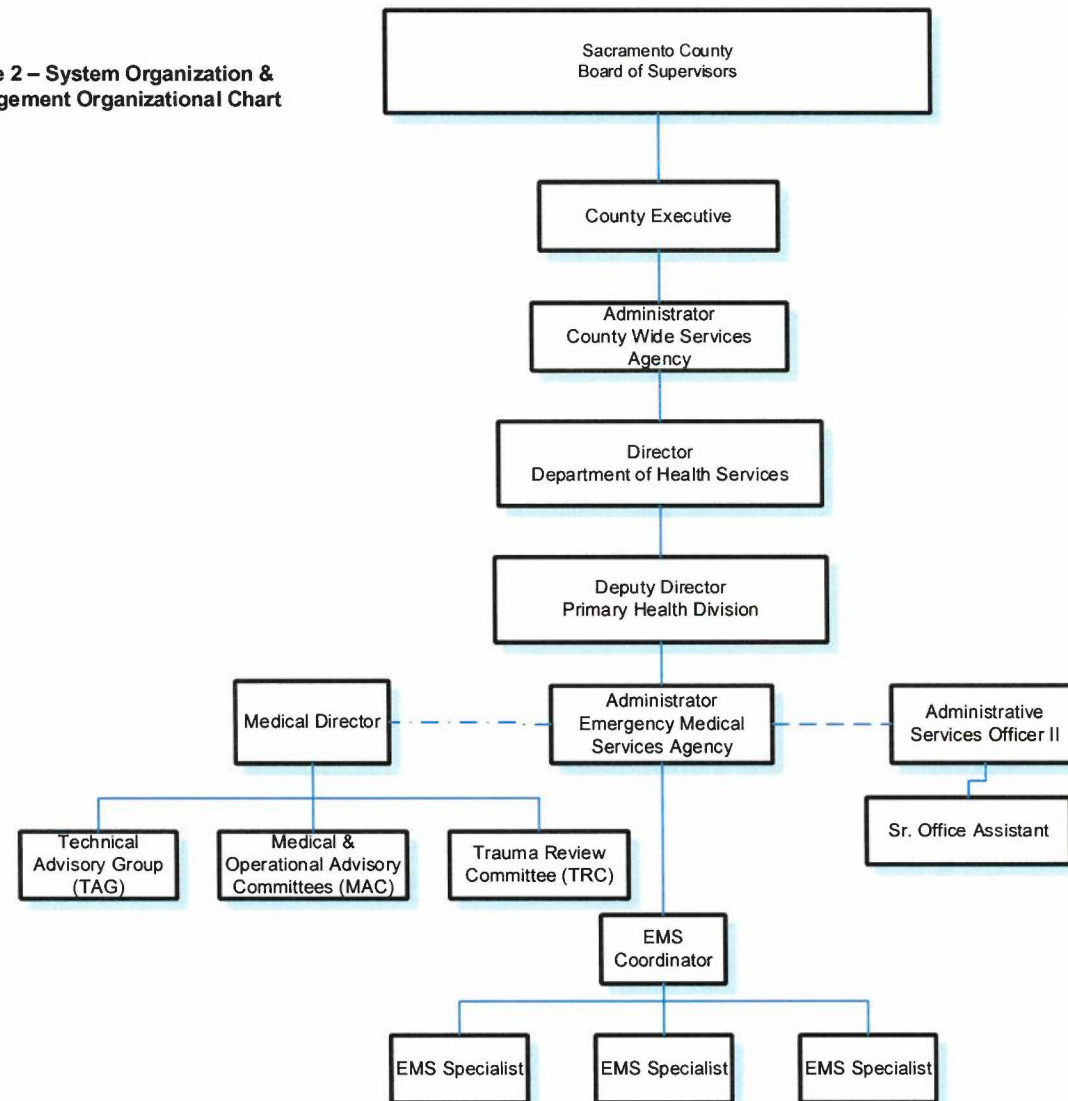 2 – System Organization &
Organizational Chart
Sacramento County
Board of Supervisors
County Executive
Administrator
County Wide Services
Agency
Director
Department of Health Services
Deputy Director
Primary Health Division
Medical Director
Administrator
Emergency Medical
Services Agency
Administrative
Services Officer II
Technical
Advisory Group
(TAG)
Medical &
Operational Advisory
Committees (MAC)
Trauma Review
Committee (TRC)
Sr. Office Assistant
EMS
Coordinator
EMS Specialist
EMS Specialist
EMS Specialist